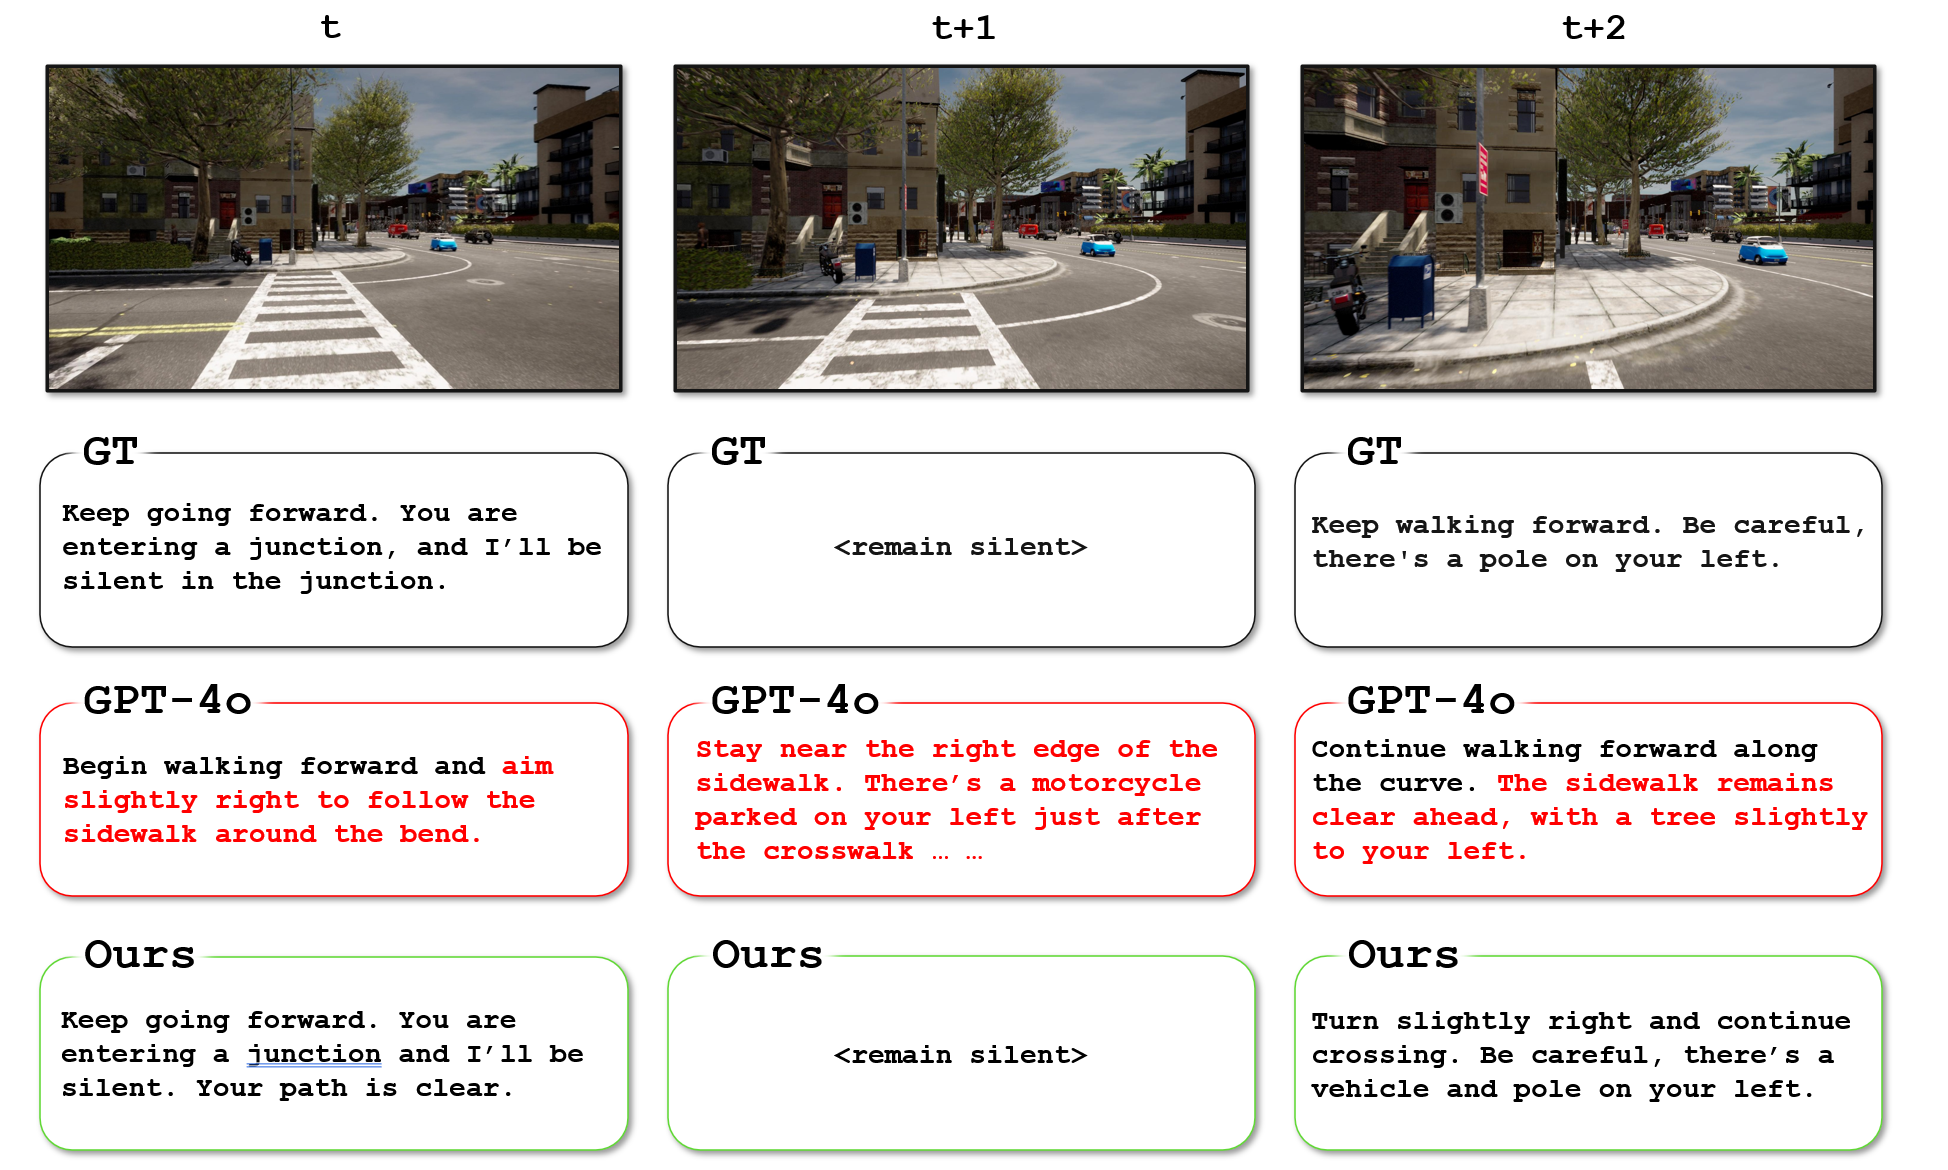 t
t+1
t+2
GT
Keep going forward. You are
entering a junction, and I’ll be
silent in the junction.
GT
<remain silent>
GT
Keep walking forward. Be careful,
there's a pole on your left.
GPT-4o
Begin walking forward and aim
slightly right to follow the
sidewalk around the bend.
GPT-4o
Stay near the right edge of the
sidewalk. There’s a motorcycle
parked on your left just after
the crosswalk … …
GPT-4o
Continue walking forward along
the curve. The sidewalk remains
clear ahead, with a tree slightly
to your left.
Ours
Keep going forward. You are
entering a junction and I’ll be
silent. Your path is clear.
Ours
<remain silent>
Ours
Turn slightly right and continue
crossing. Be careful, there’s a
vehicle and pole on your left.